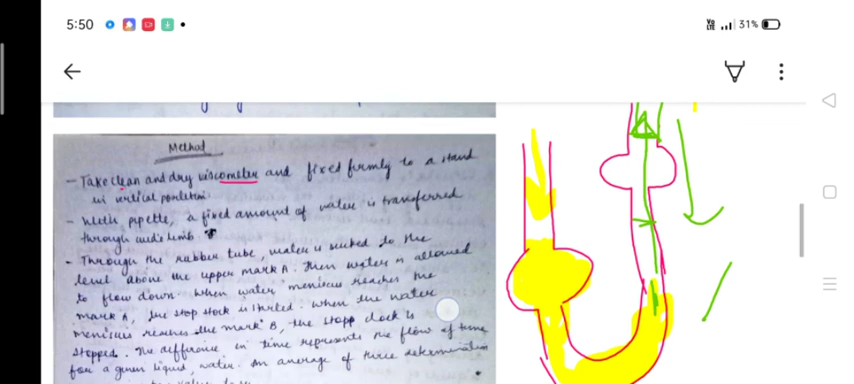 5:50
Vo LTE 31%
Method
- Take clean and dry viscometer and fixed firmly to a stand
in vertical position
- With pipette, a fixed amount of water is transferred
through wide limb.
- Through the rubber tube, water is sucked to the
level above the upper mark A. Then water is allowed
to flow down. When water meniscus reaches the
mark A, the stop is started. when the water
meniscus reaches the mark B, the stopp clock is
stopped. The difference in time represents the flow of time
for a given liquid, water. An average of three determination